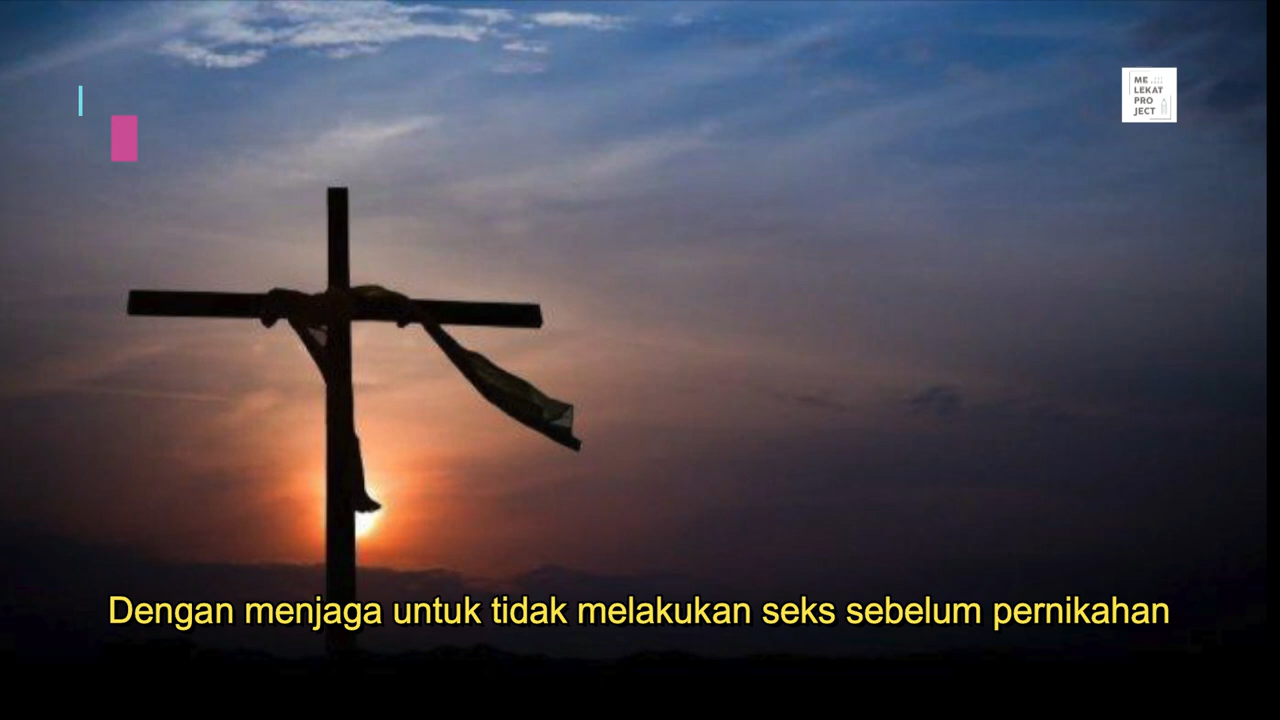 ME
LEKAT
PRO
JECT
Dengan menjaga untuk tidak melakukan seks sebelum pernikahan